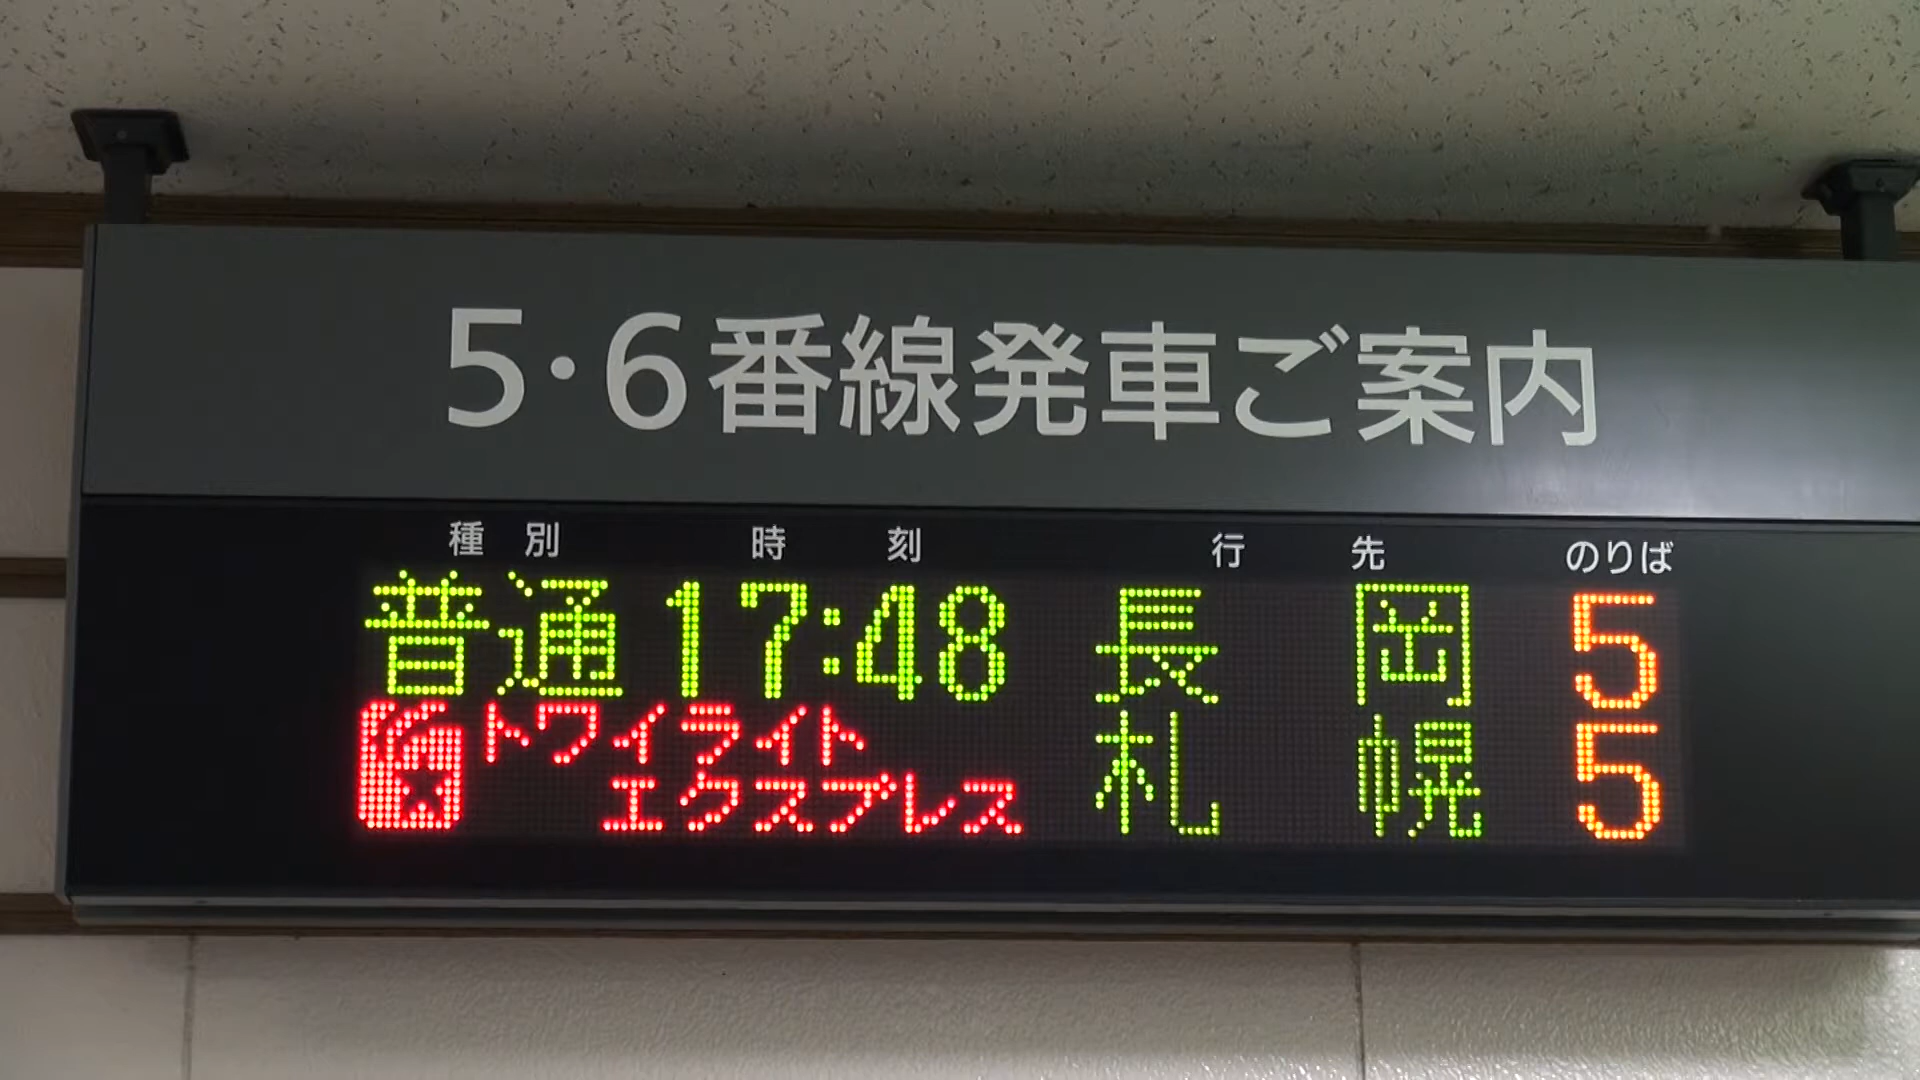 5・6番線発車ご案内
種別 時刻 行先 のりば
普通 17:48 長岡 5
トワイライトエクスプレス 札幌 5